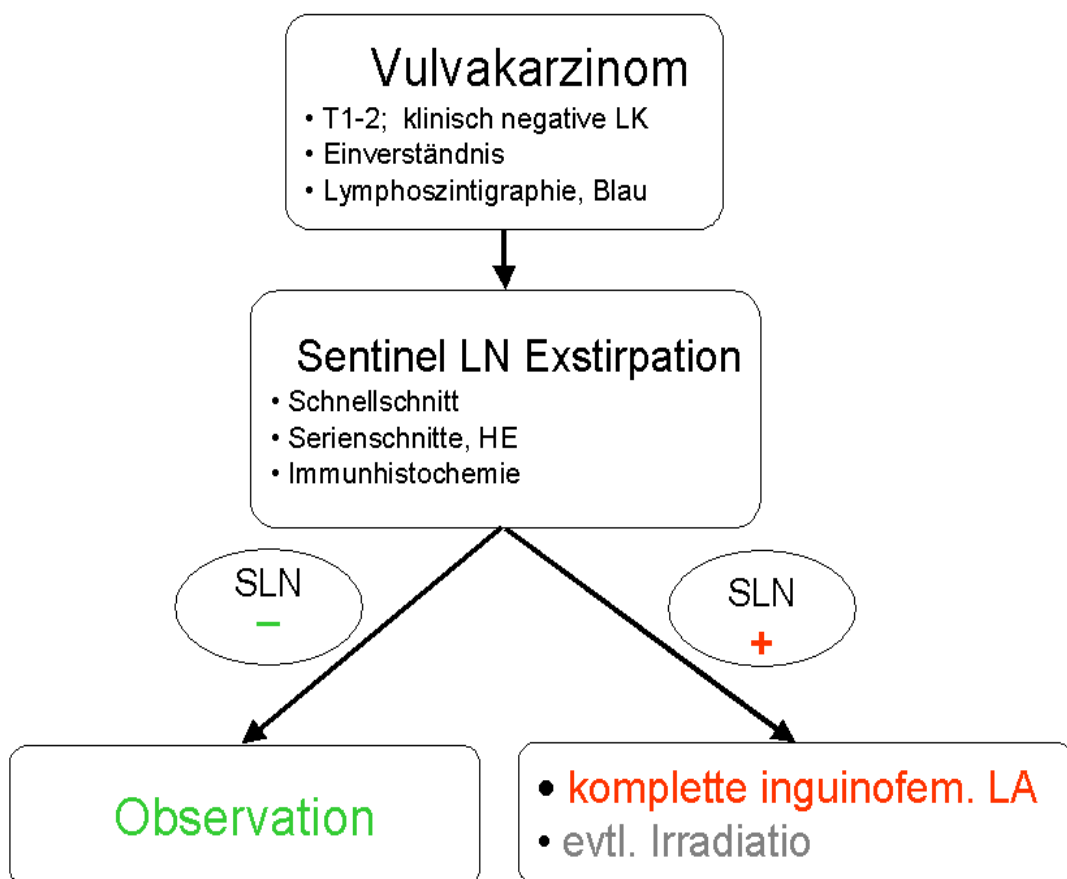 Vulvakarzinom
• T1-2; klinisch negative LK
• Einverständnis
• Lymphoszintigraphie, Blau
Sentinel LN Exstirpation
• Schnellschnitt
• Serienschnitte, HE
• Immunhistochemie
SLN
–
SLN
+
Observation
• komplette inguinofem. LA
• evtl. Irradiatio